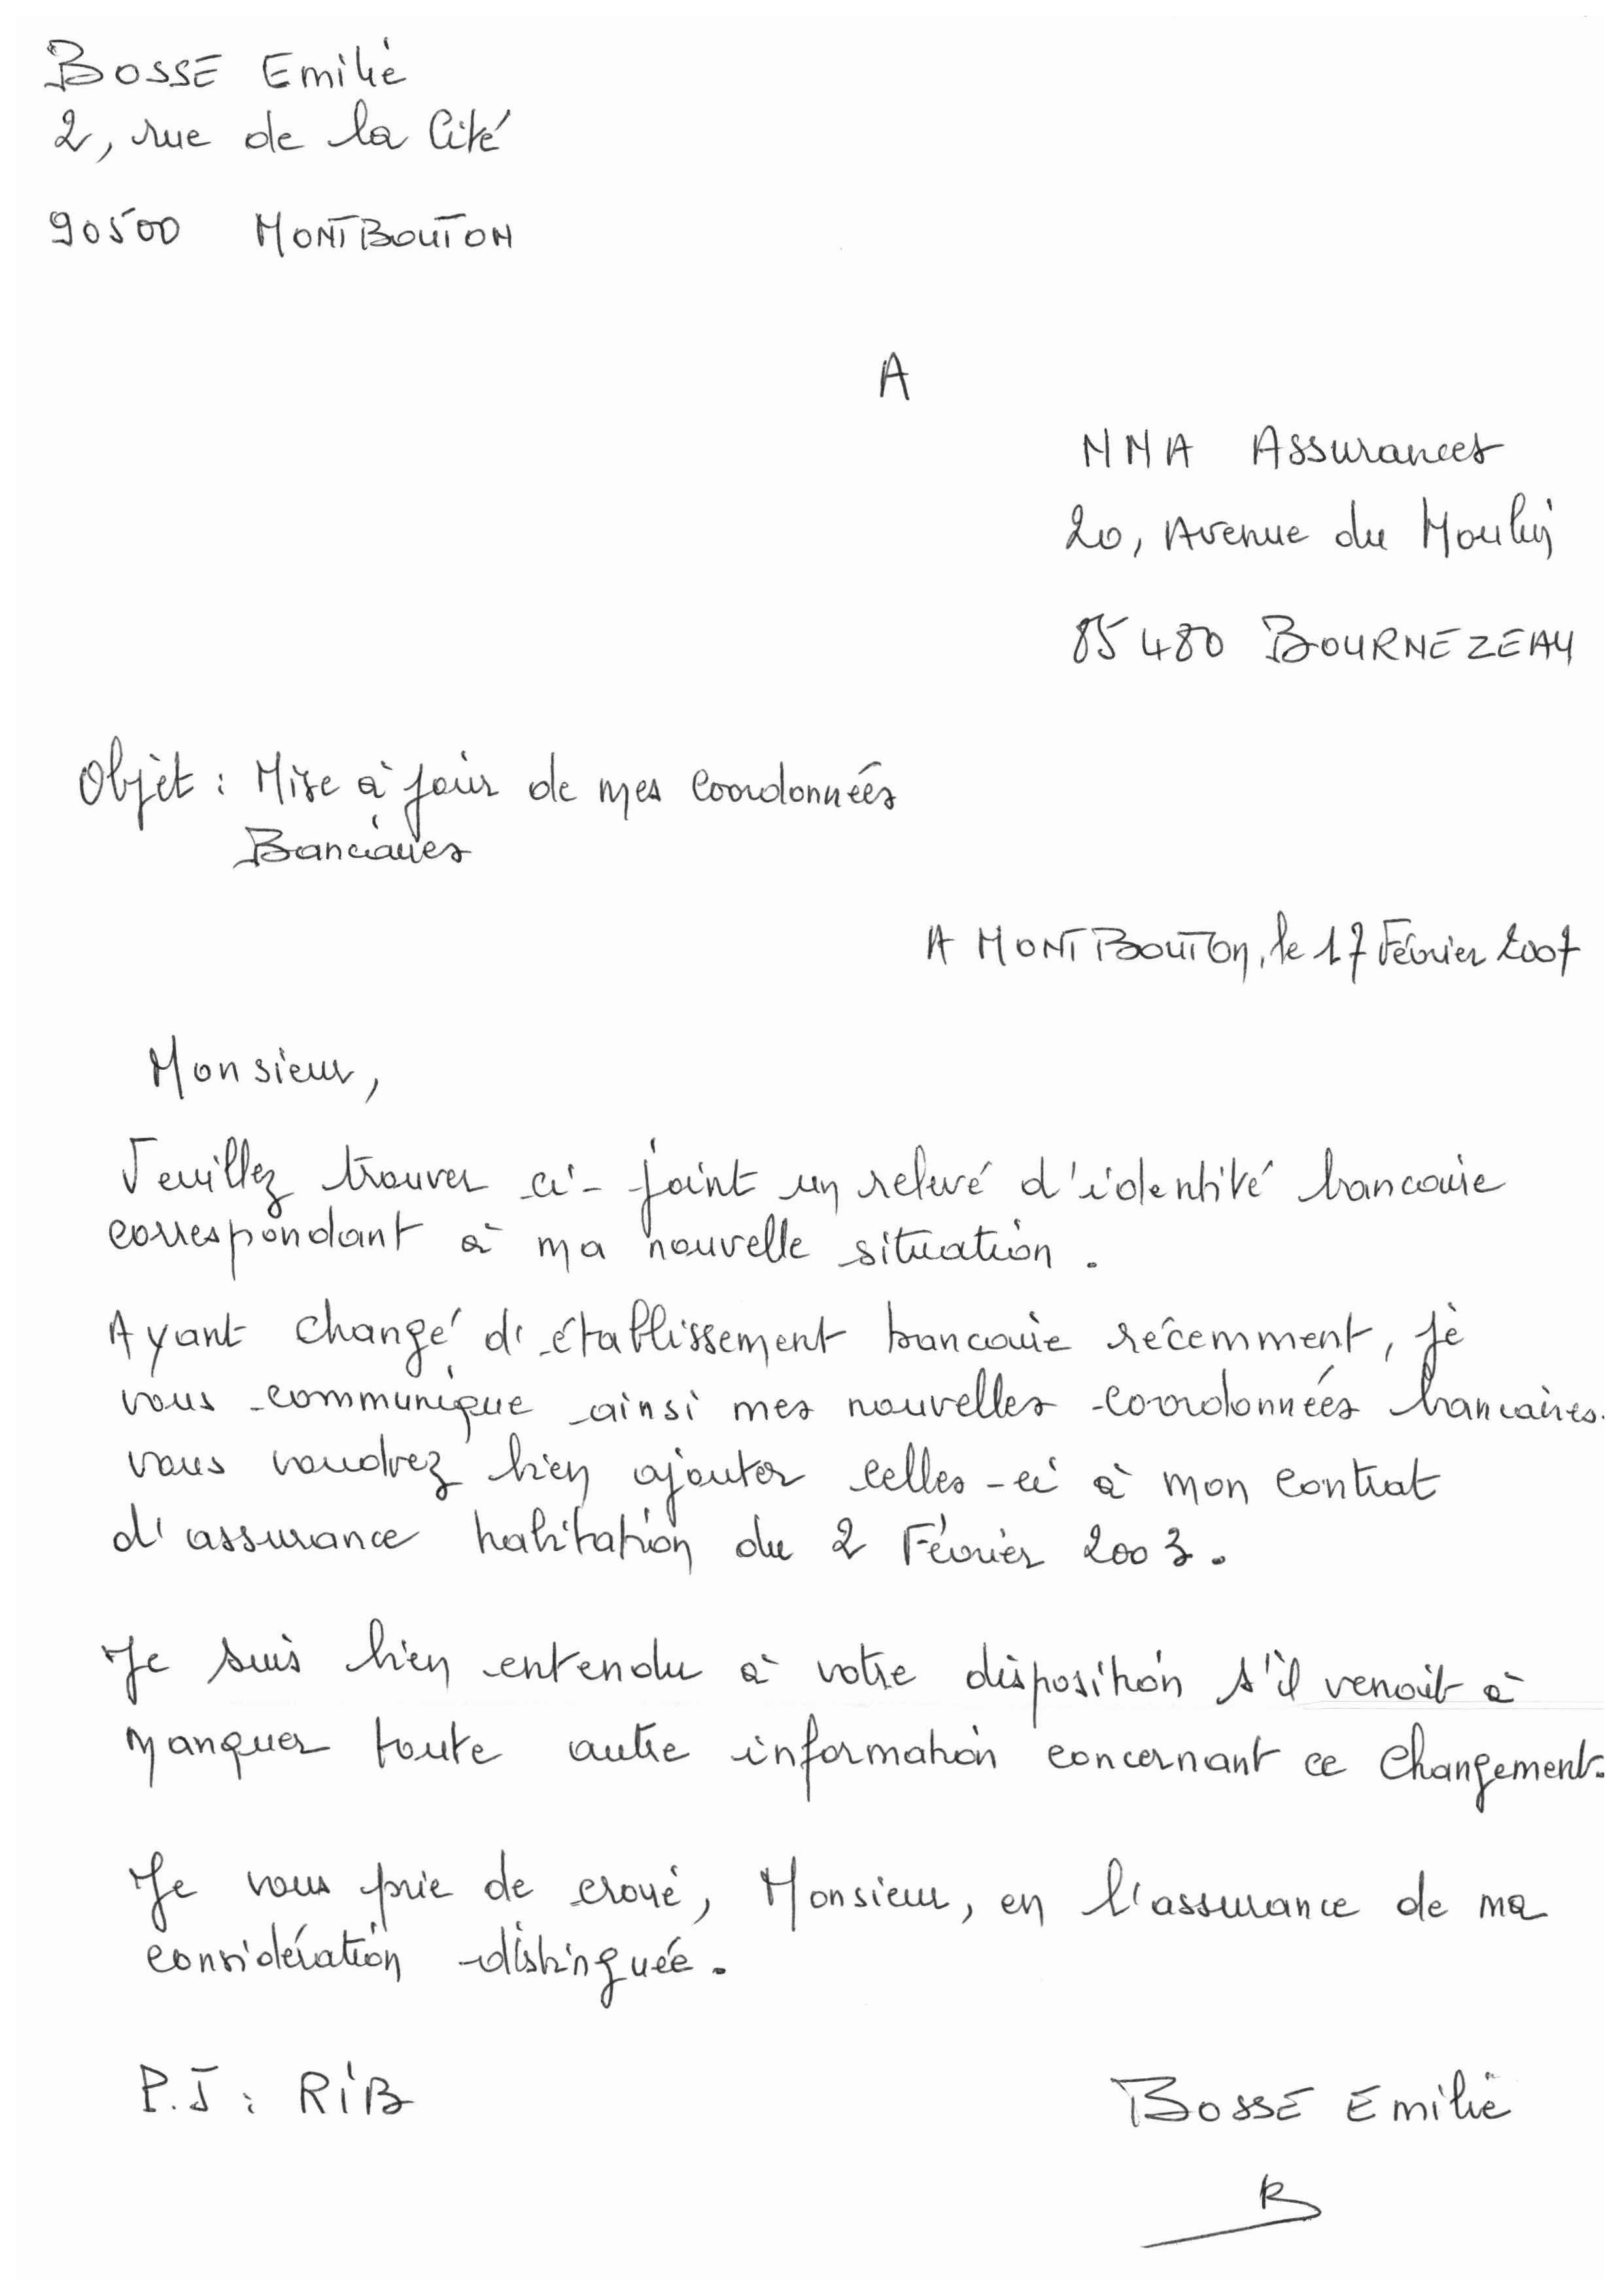 BOSSE Emilie
2, rue de la Cité
90500 MONTBOUTON
A
MMA Assurances
20, Avenue du Moulin
85480 BOURNEZEAU
Objet : Mise à jour de mes coordonnées
Bancaires
A MONTBOUTON, le 17 Février 2007
Monsieur,
Veuillez trouver ci-joint un relevé d'identité bancaire
correspondant à ma nouvelle situation.
Ayant changé d'établissement bancaire récemment, je
vous communique ainsi mes nouvelles coordonnées bancaires.
vous voudrez bien ajouter celles-ci à mon contrat
d'assurance habitation du 2 Février 2003.
Je suis bien entendu à votre disposition s'il venait à
manquer toute autre information concernant ce changement.
Je vous prie de croire, Monsieur, en l'assurance de ma
considération distinguée.
P.J : RIB
BOSSE Emilie
B